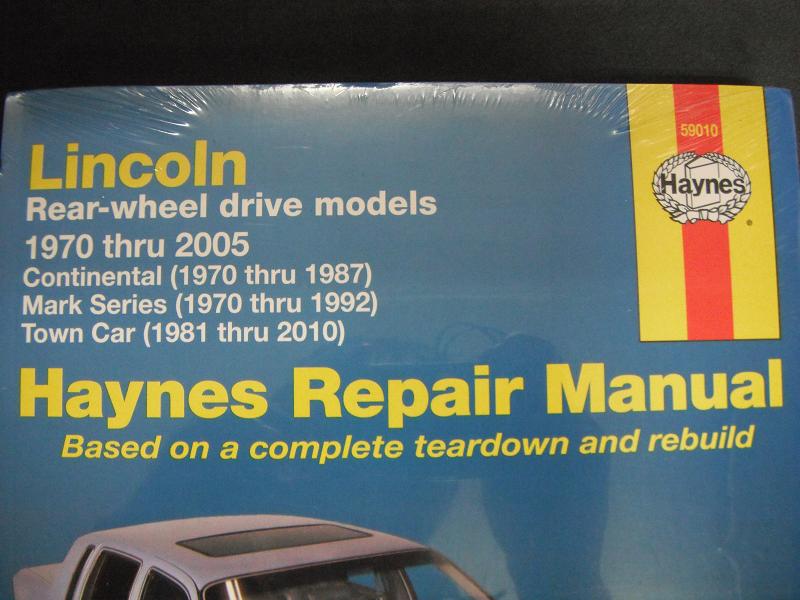 59010
Haynes
Lincoln
Rear-wheel drive models
1970 thru 2005
Continental (1970 thru 1987)
Mark Series (1970 thru 1992)
Town Car (1981 thru 2010)
Haynes Repair Manual
Based on a complete teardown and rebuild